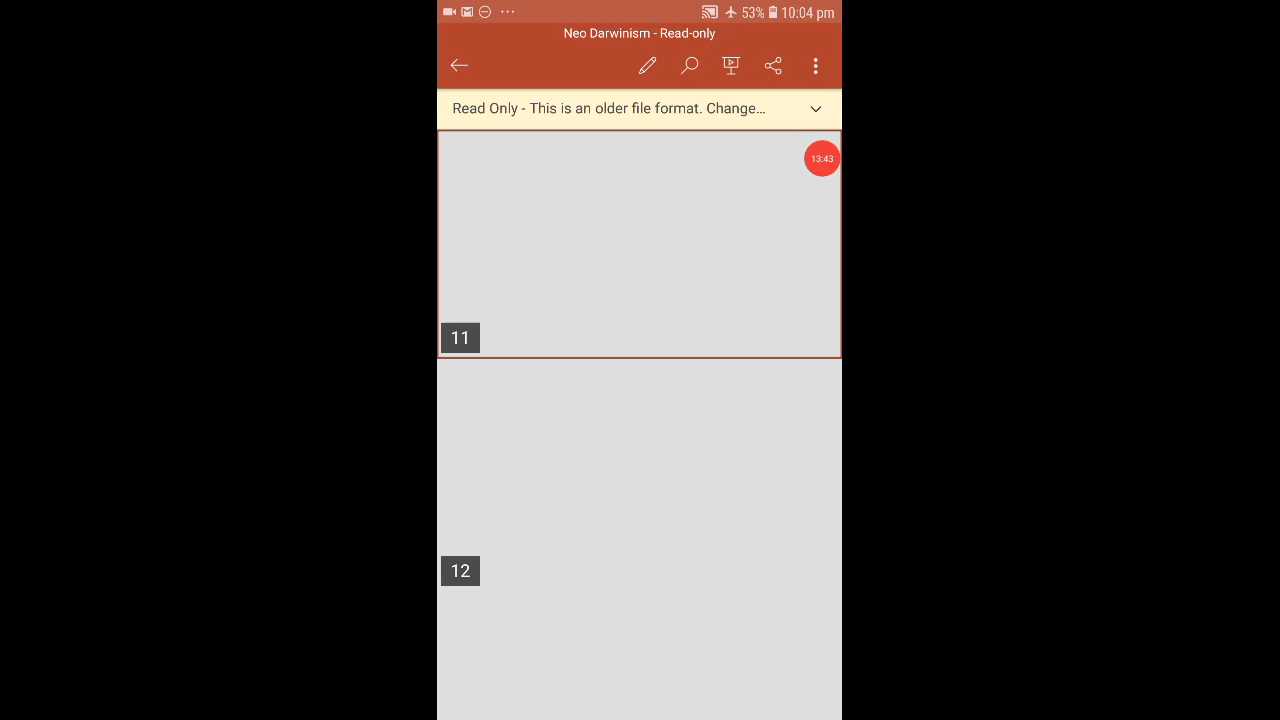 53% 10:04 pm
Neo Darwinism - Read-only
Read Only - This is an older file format. Change...
13:43
11
12